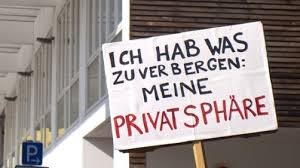 ICH HAB WAS
ZU VERBERGEN:
MEINE
PRIVATSPHÄRE
P